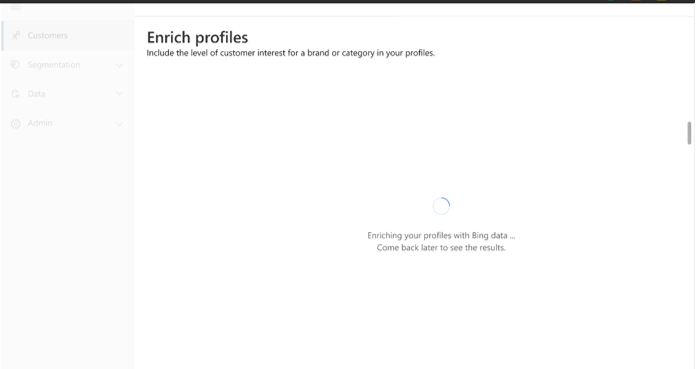 Enrich profiles
Include the level of customer interest for a brand or category in your profiles.
Customers
Segmentation
Data
Admin
Enriching your profiles with Bing data ...
Come back later to see the results.